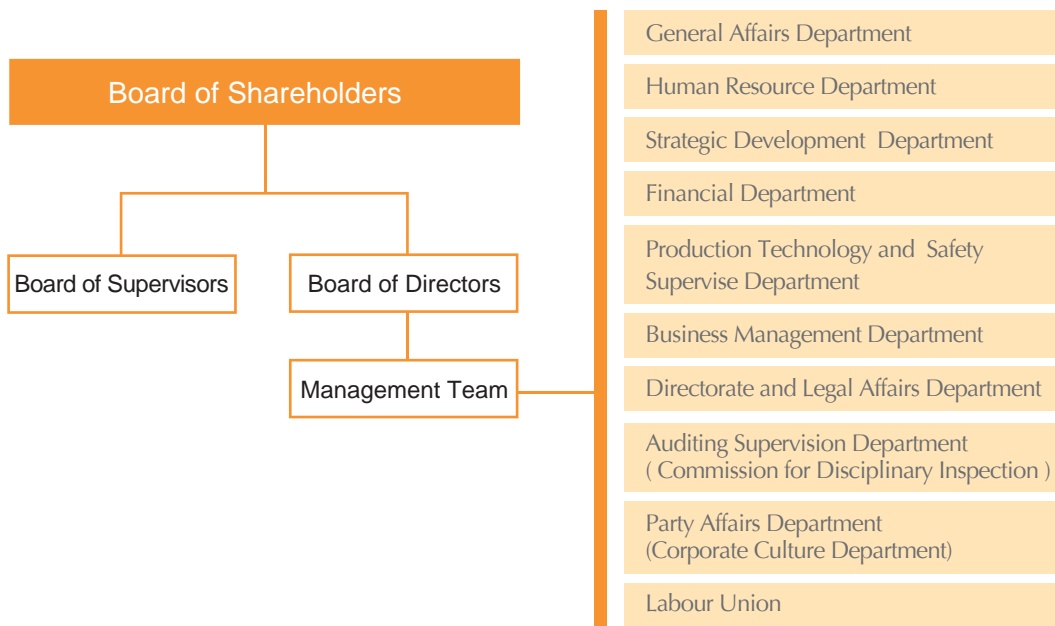 Board of Shareholders
Board of Supervisors
Board of Directors
Management Team
General Affairs Department
Human Resource Department
Strategic Development Department
Financial Department
Production Technology and Safety
Supervise Department
Business Management Department
Directorate and Legal Affairs Department
Auditing Supervision Department
( Commission for Disciplinary Inspection )
Party Affairs Department
(Corporate Culture Department)
Labour Union